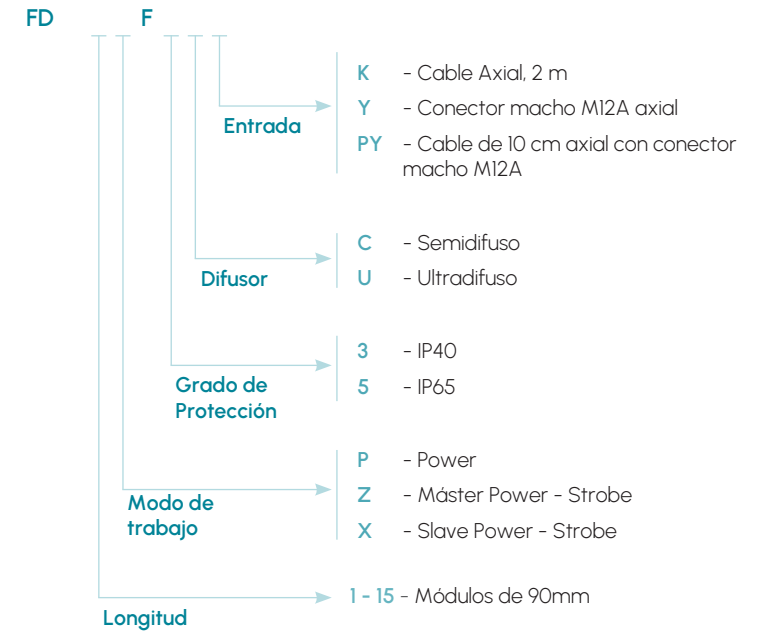 FD F
K - Cable Axial, 2 m
Y - Conector macho M12A axial
Entrada
PY - Cable de 10 cm axial con conector
macho M12A
C - Semidifuso
Difusor
U - Ultradifuso
3 - IP40
Grado de
Protección
5 - IP65
P - Power
Modo de
trabajo
Z - Máster Power - Strobe
X - Slave Power - Strobe
1 - 15 - Módulos de 90mm
Longitud